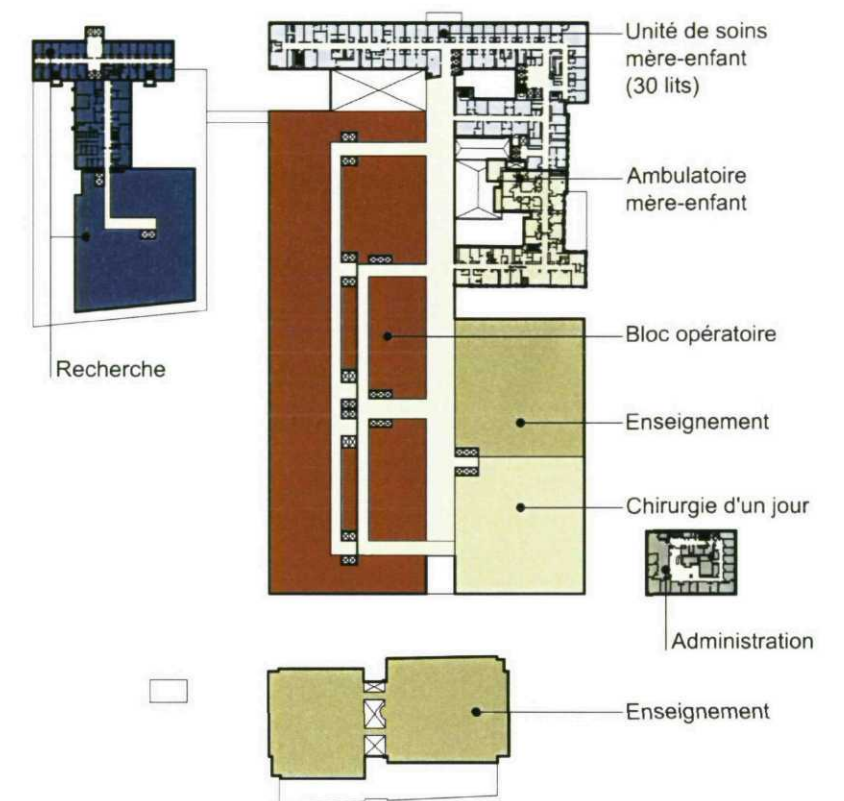 Unité de soins
mère-enfant
(30 lits)
Ambulatoire
mère-enfant
Bloc opératoire
Recherche
Enseignement
Chirurgie d'un jour
Administration
Enseignement